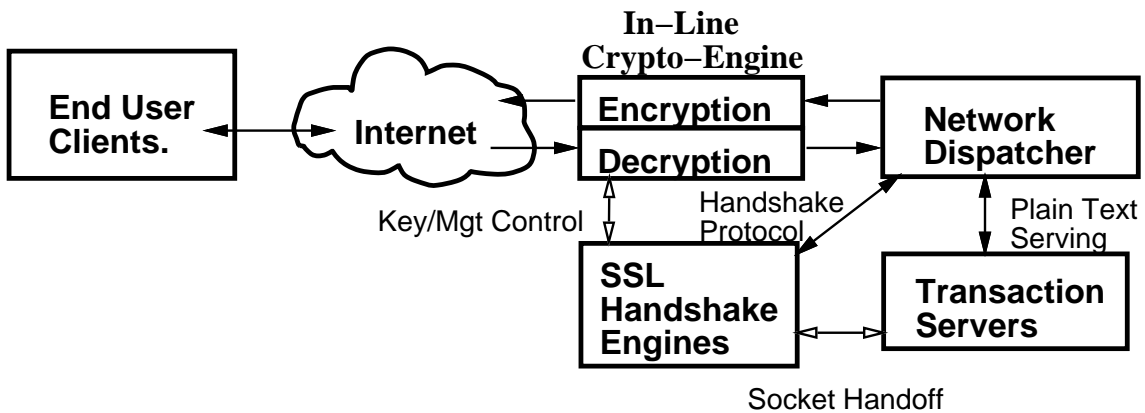 In−Line
Crypto−Engine
End User
Clients.
Internet
Encryption
Decryption
Network
Dispatcher
Key/Mgt Control
Handshake
Protocol
Plain Text
Serving
SSL
Handshake
Engines
Transaction
Servers
Socket Handoff